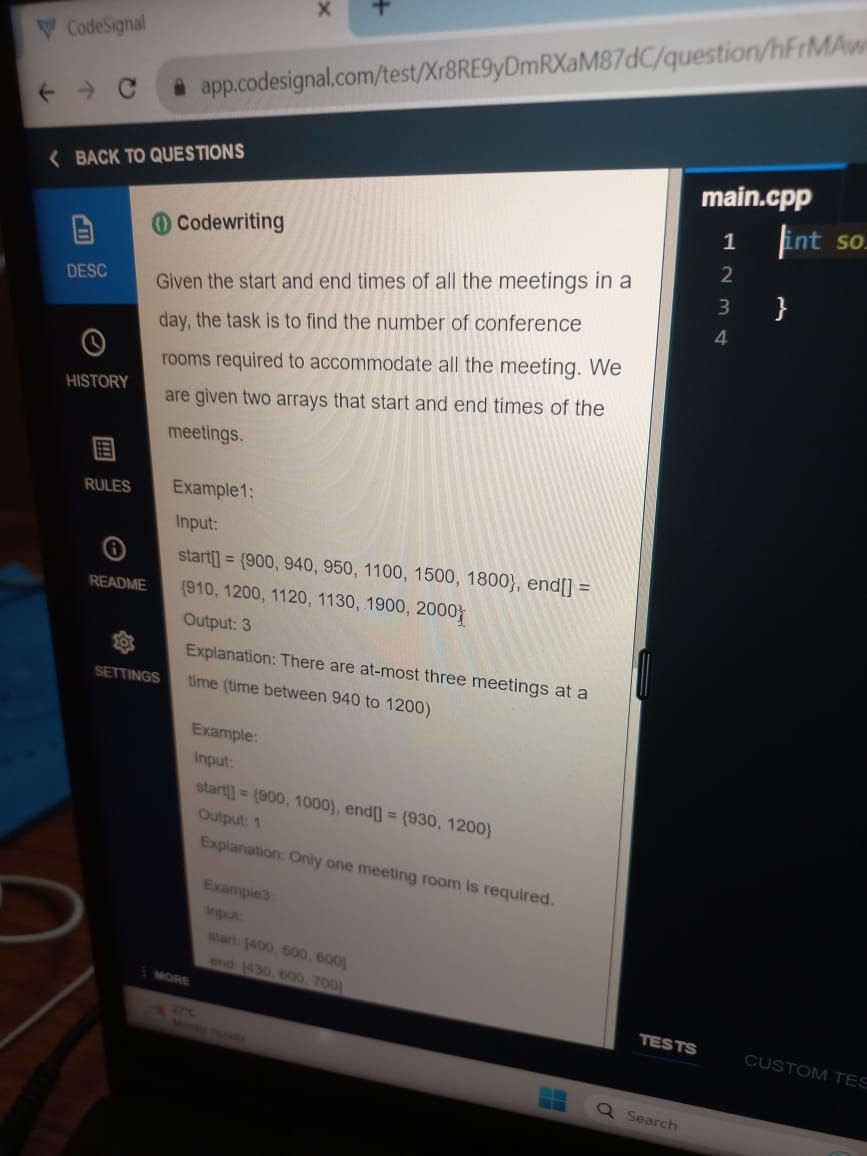 CodeSignal
app.codesignal.com/test/Xr8RE9yDmRXaM87dC/question/hFrMAw
BACK TO QUESTIONS
DESC
HISTORY
RULES
README
SETTINGS
MORE
Codewriting
Given the start and end times of all the meetings in a
day, the task is to find the number of conference
rooms required to accommodate all the meeting. We
are given two arrays that start and end times of the
meetings.
Example1:
Input:
start[] = {900, 940, 950, 1100, 1500, 1800}, end[] =
{910, 1200, 1120, 1130, 1900, 2000}
Output: 3
Explanation: There are at-most three meetings at a
time (time between 940 to 1200)
Example:
Input:
start[] = {900, 1000}, end[] = {930, 1200}
Output: 1
Explanation: Only one meeting room is required.
Example3:
Input:
start: [400, 500, 600]
end: [430, 600, 700]
main.cpp
1 int so
2
3 }
4
TESTS
CUSTOM TES
27°C
Mostly cloudy
Search